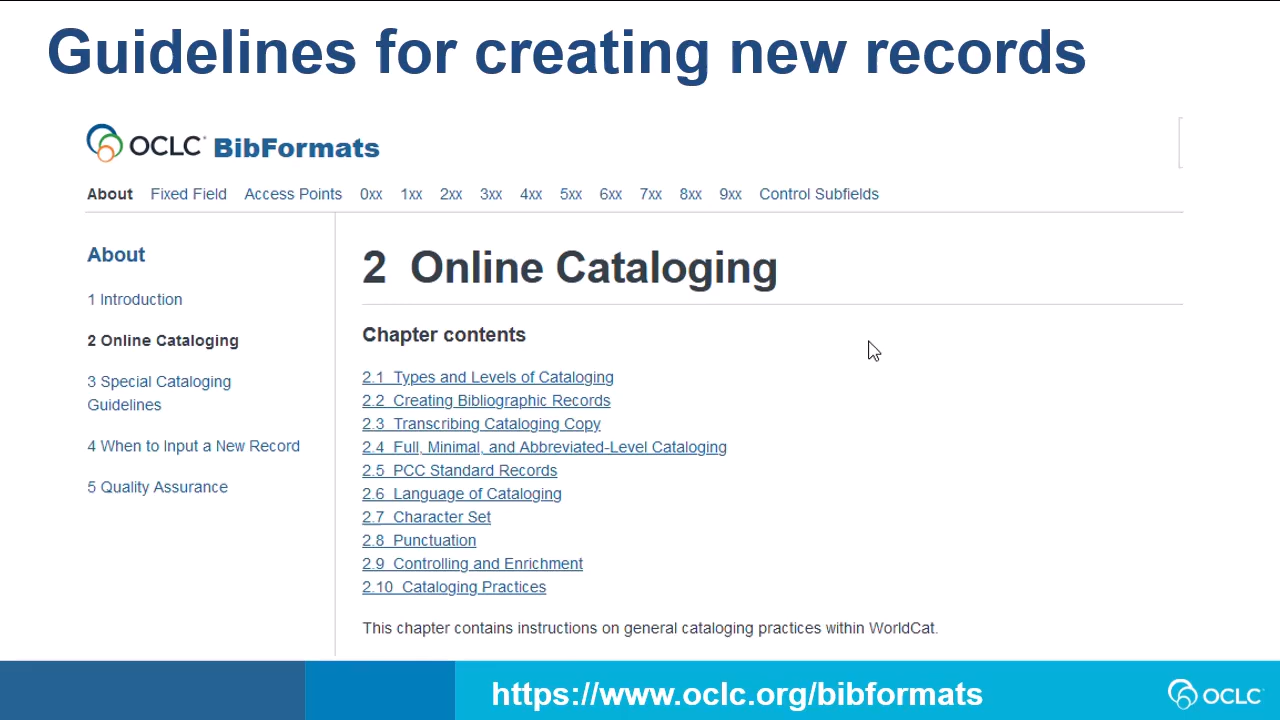 Guidelines for creating new records
OCLC® BibFormats
About Fixed Field Access Points 0xx 1xx 2xx 3xx 4xx 5xx 6xx 7xx 8xx 9xx Control Subfields
About
1 Introduction
2 Online Cataloging
3 Special Cataloging
Guidelines
4 When to Input a New Record
5 Quality Assurance
2 Online Cataloging
Chapter contents
2.1 Types and Levels of Cataloging
2.2 Creating Bibliographic Records
2.3 Transcribing Cataloging Copy
2.4 Full, Minimal, and Abbreviated-Level Cataloging
2.5 PCC Standard Records
2.6 Language of Cataloging
2.7 Character Set
2.8 Punctuation
2.9 Controlling and Enrichment
2.10 Cataloging Practices
This chapter contains instructions on general cataloging practices within WorldCat.
https://www.oclc.org/bibformats
OCLC